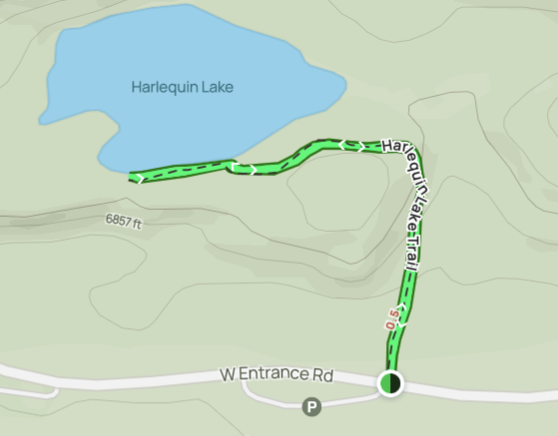 Harlequin Lake
Harlequin Lake Trail
6857 ft
0.5
W Entrance Rd
P